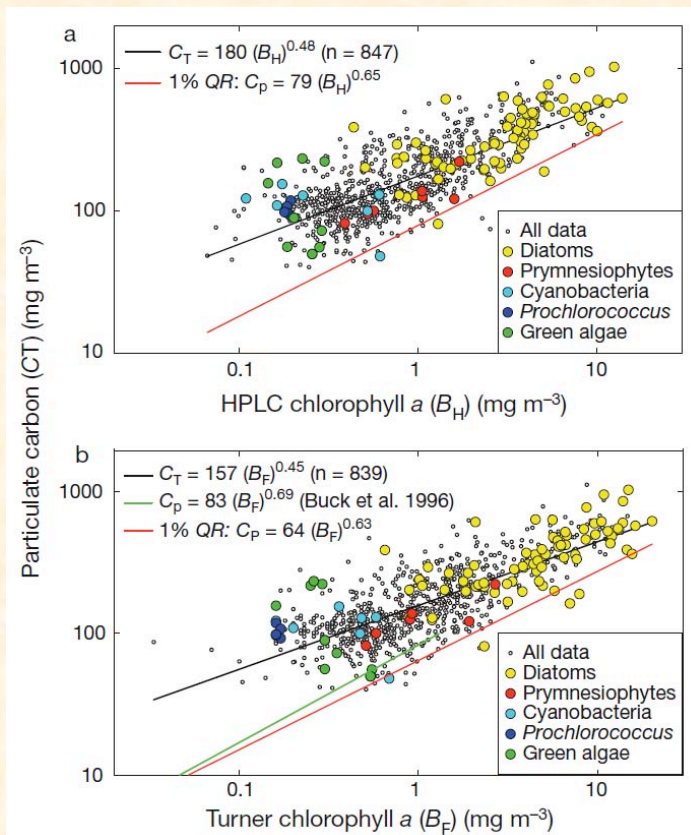 a
C_T = 180 (B_H)^0.48 (n = 847)
1% QR: C_p = 79 (B_H)^0.65
1000
100
10
All data
Diatoms
Prymnesiophytes
Cyanobacteria
Prochlorococcus
Green algae
0.1 1 10
HPLC chlorophyll a (B_H) (mg m⁻³)
Particulate carbon (CT) (mg m⁻³)
b
C_T = 157 (B_F)^0.45 (n = 839)
C_p = 83 (B_F)^0.69 (Buck et al. 1996)
1% QR: C_P = 64 (B_F)^0.63
1000
100
10
All data
Diatoms
Prymnesiophytes
Cyanobacteria
Prochlorococcus
Green algae
0.1 1 10
Turner chlorophyll a (B_F) (mg m⁻³)